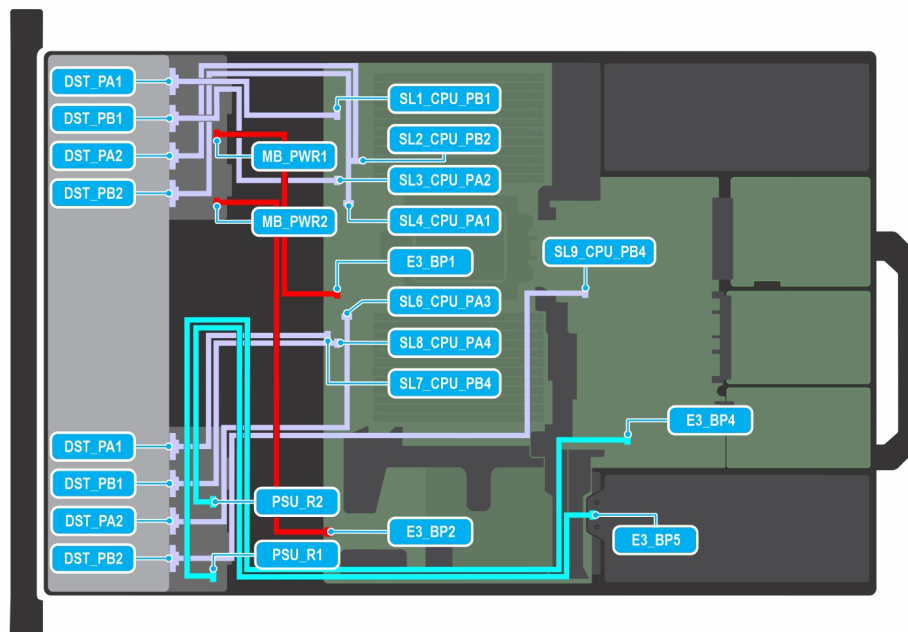 DST_PA1
DST_PB1
DST_PA2
DST_PB2
MB_PWR1
MB_PWR2
SL1_CPU_PB1
SL2_CPU_PB2
SL3_CPU_PA2
SL4_CPU_PA1
E3_BP1
SL9_CPU_PB4
SL6_CPU_PA3
SL8_CPU_PA4
SL7_CPU_PB4
E3_BP4
DST_PA1
DST_PB1
DST_PA2
DST_PB2
PSU_R2
PSU_R1
E3_BP2
E3_BP5